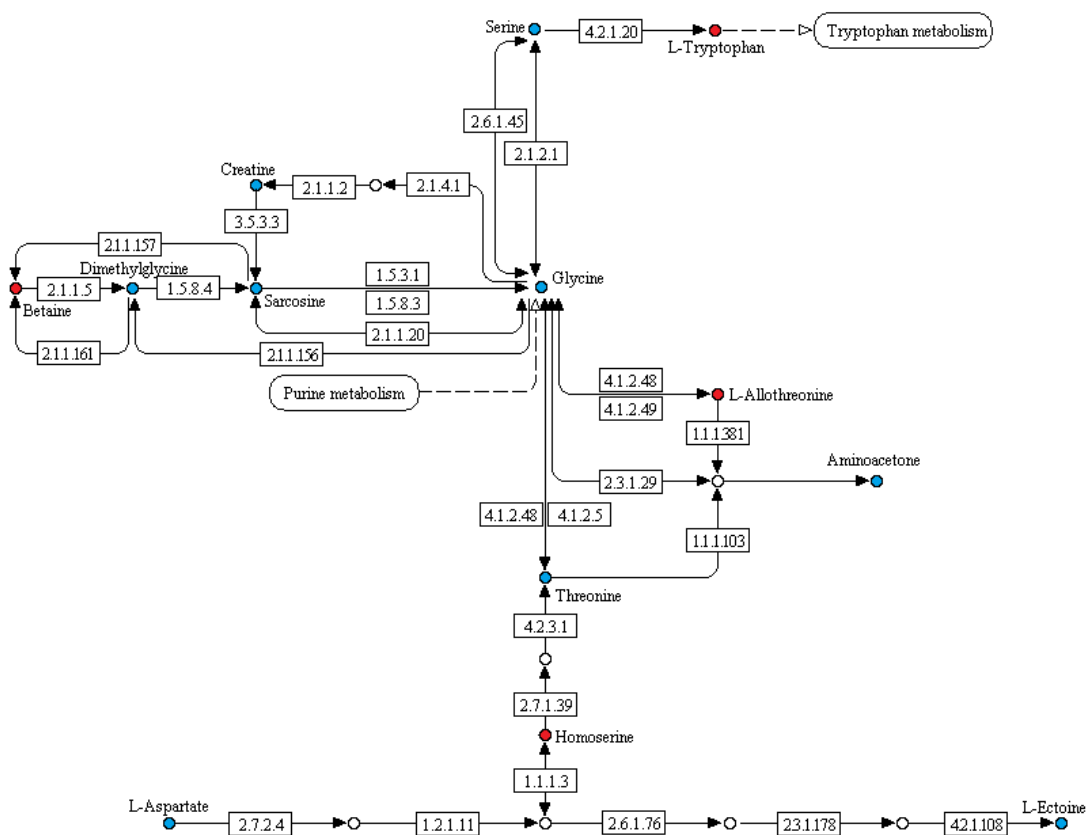 Serine
4.2.1.20
L-Tryptophan
Tryptophan metabolism
2.6.1.45
2.1.2.1
Creatine
2.1.1.2
2.1.4.1
3.5.3.3
2.1.1.157
Dimethylglycine
2.1.1.5
1.5.8.4
1.5.3.1
Glycine
Betaine
Sarcosine
1.5.8.3
2.1.1.20
2.1.1.161
2.1.1.156
Purine metabolism
4.1.2.48
L-Allothreonine
4.1.2.49
1.1.1381
Aminoacetone
2.3.1.29
4.1.2.48
4.1.2.5
1.1.1.103
Threonine
4.2.3.1
2.7.1.39
Homoserine
1.1.1.3
L-Aspartate
L-Ectoine
2.7.2.4
1.2.1.11
2.6.1.76
2.3.1.178
4.2.1.108